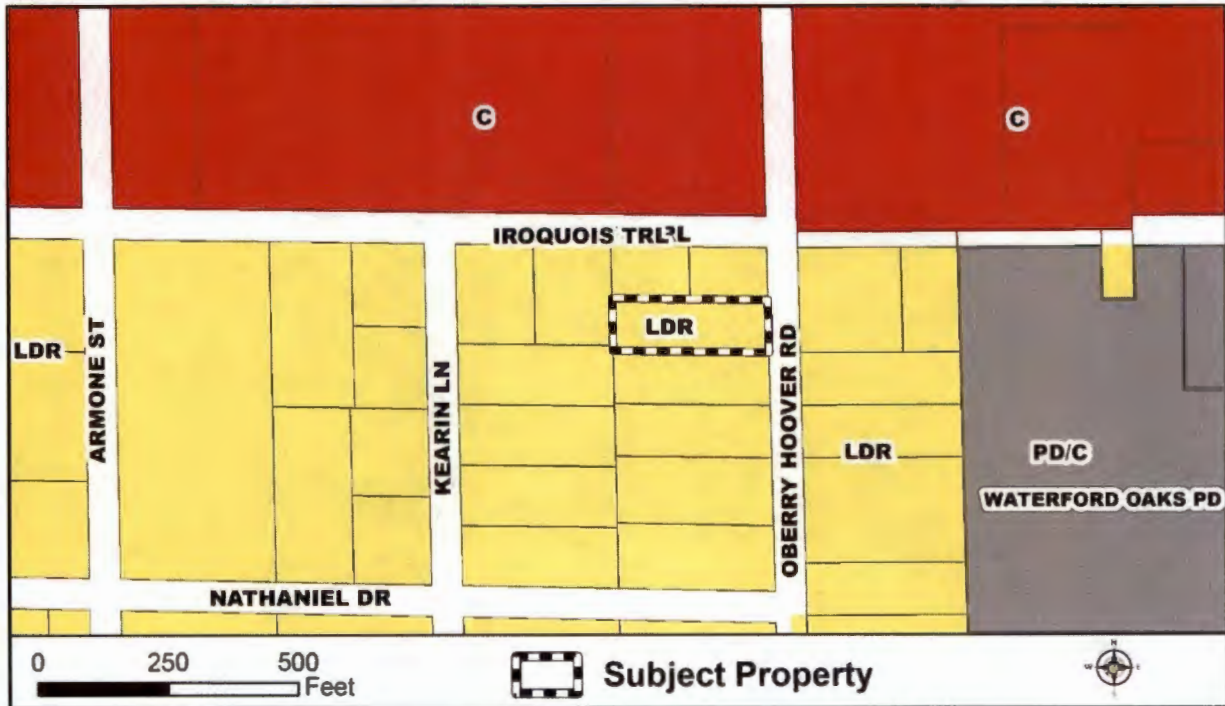 C
C
IROQUOIS TRL
LDR
LDR
ARMONE ST
KEARIN LN
OBERRY HOOVER RD
LDR
PD/C
WATERFORD OAKS PD
NATHANIEL DR
0 250 500
Feet
Subject Property
N
W E
S